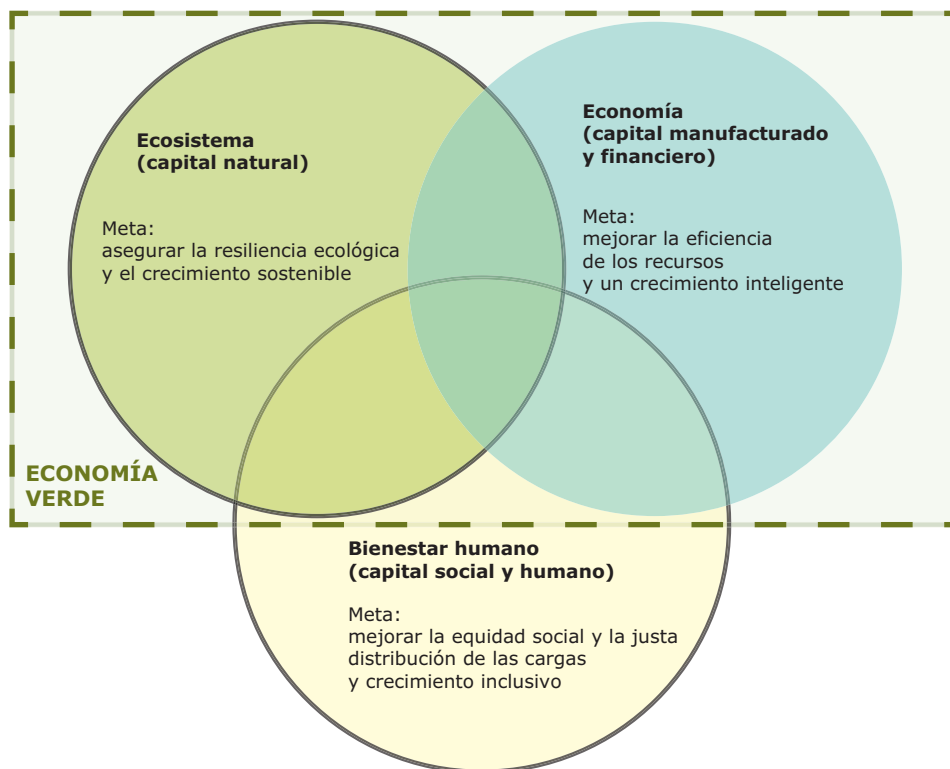 Ecosistema
(capital natural)
Meta:
asegurar la resiliencia ecológica
y el crecimiento sostenible
Economía
(capital manufacturado
y financiero)
Meta:
mejorar la eficiencia
de los recursos
y un crecimiento inteligente
ECONOMÍA
VERDE
Bienestar humano
(capital social y humano)
Meta:
mejorar la equidad social y la justa
distribución de las cargas
y crecimiento inclusivo